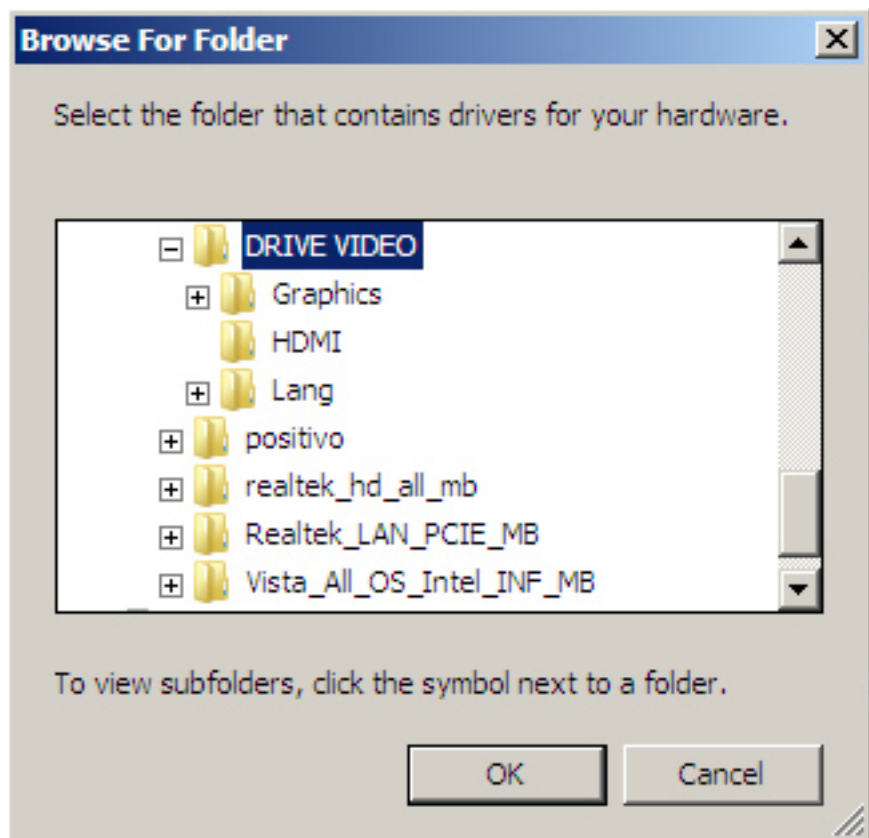 Browse For Folder
Select the folder that contains drivers for your hardware.
DRIVE VIDEO
Graphics
HDMI
Lang
positivo
realtek_hd_all_mb
Realtek_LAN_PCIE_MB
Vista_All_OS_Intel_INF_MB
To view subfolders, click the symbol next to a folder.
OK Cancel